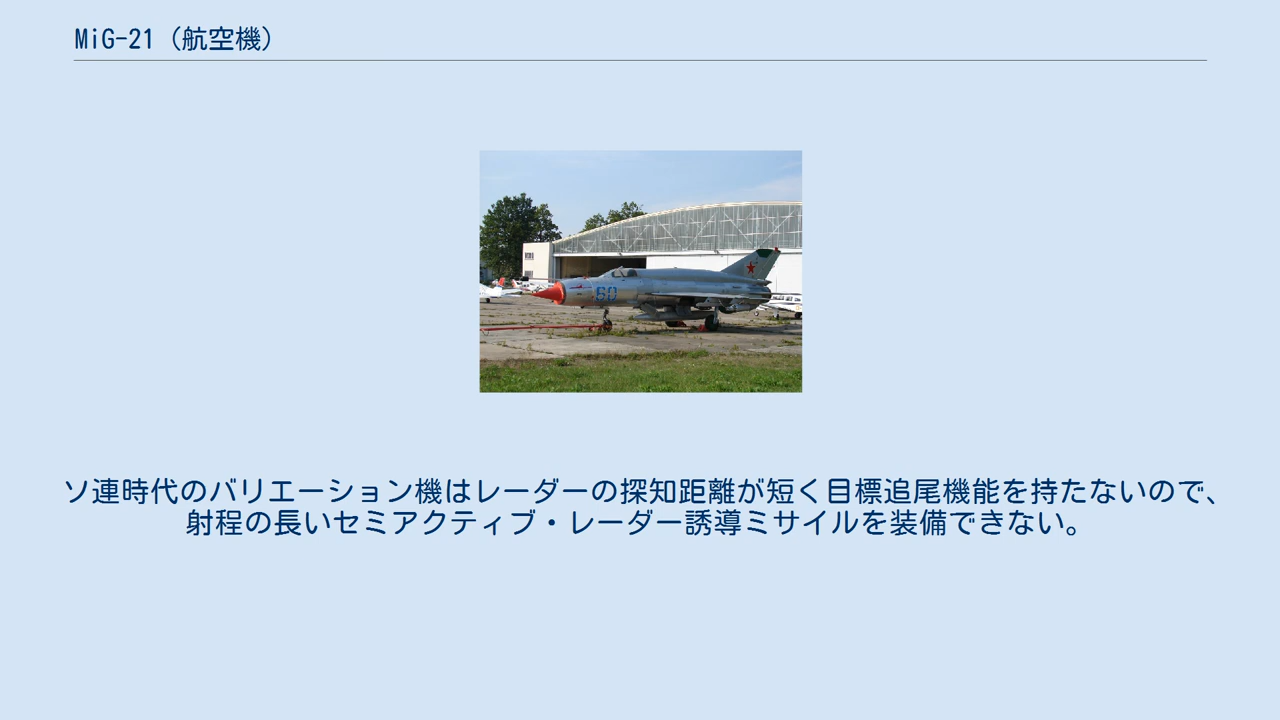 MiG-21（航空機）
60
ソ連時代のバリエーション機はレーダーの探知距離が短く目標追尾機能を持たないので、
射程の長いセミアクティブ・レーダー誘導ミサイルを装備できない。